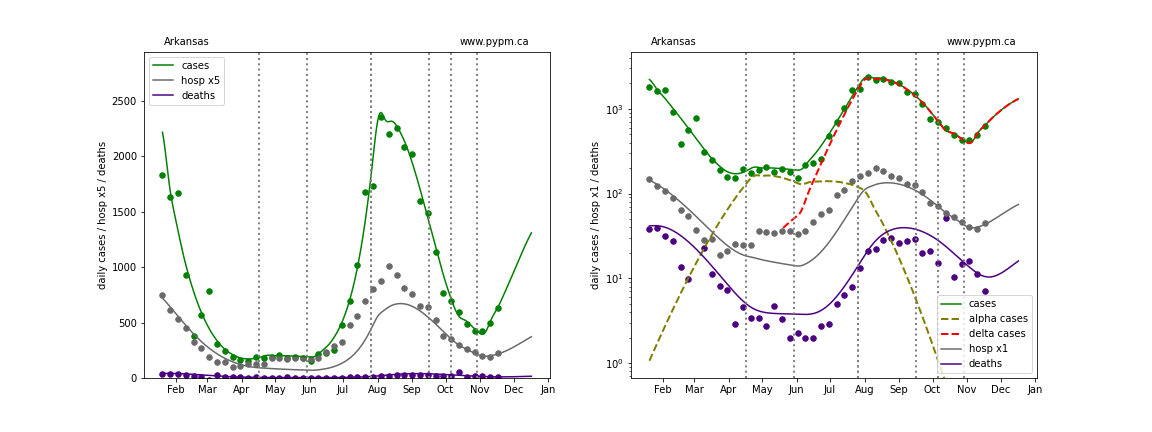 Arkansas www.pypm.ca
cases
hosp x5
deaths
daily cases / hosp x5 / deaths
2500
2000
1500
1000
500
0
Feb Mar Apr May Jun Jul Aug Sep Oct Nov Dec Jan
Arkansas www.pypm.ca
daily cases / hosp x1 / deaths
10³
10²
10¹
10⁰
cases
alpha cases
delta cases
hosp x1
deaths
Feb Mar Apr May Jun Jul Aug Sep Oct Nov Dec Jan